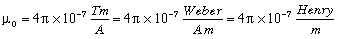 μ₀ = 4π×10⁻⁷ Tm/A = 4π×10⁻⁷ Weber/Am = 4π×10⁻⁷ Henry/m